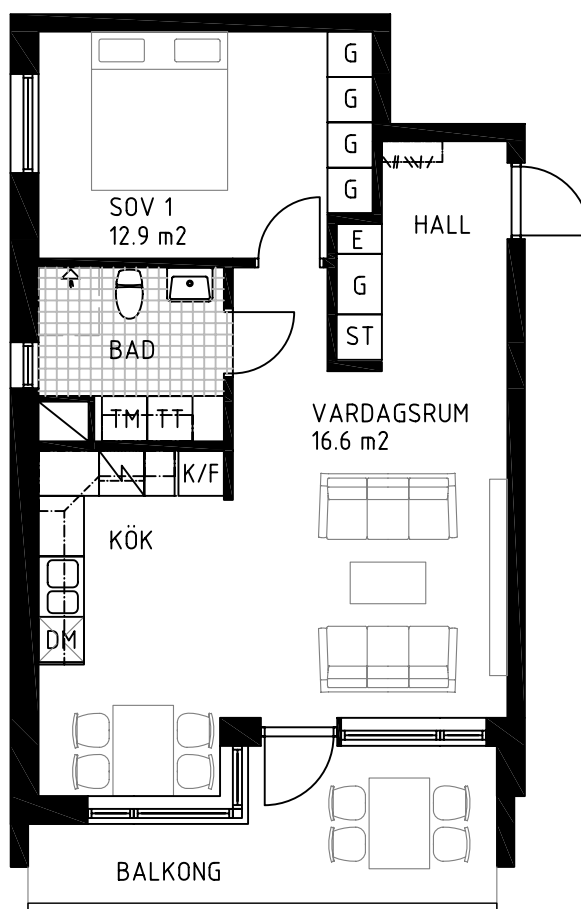 G
G
G
G
SOV 1
12.9 m2
HALL
E
G
ST
BAD
TM TT
VARDAGSRUM
16.6 m2
K/F
KÖK
DM
BALKONG